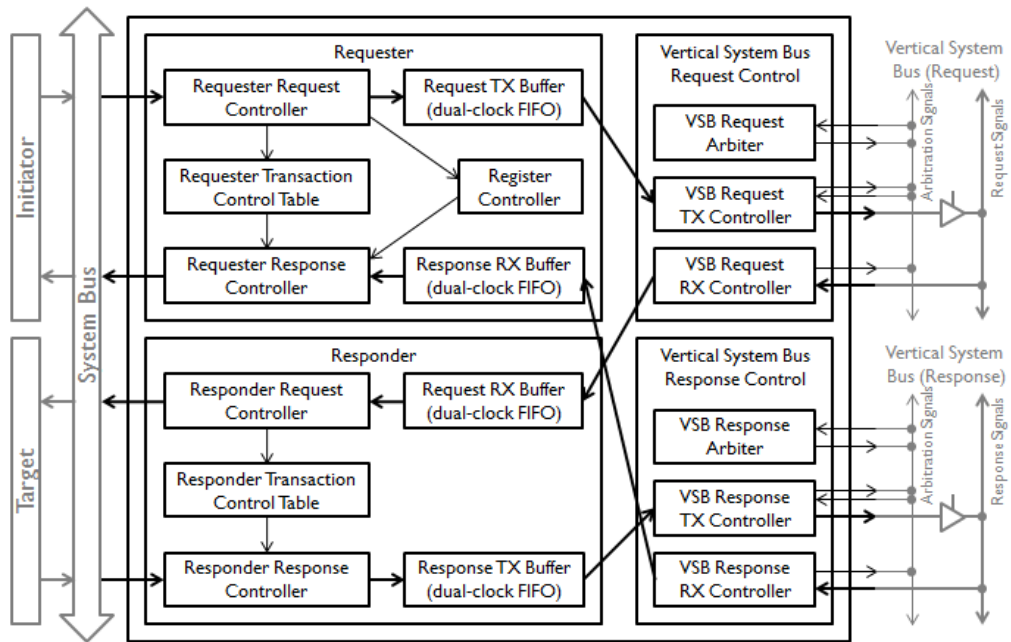 Initiator
Target
System Bus
Requester
Requester Request
Controller
Request TX Buffer
(dual-clock FIFO)
Requester Transaction
Control Table
Register
Controller
Requester Response
Controller
Response RX Buffer
(dual-clock FIFO)
Responder
Responder Request
Controller
Request RX Buffer
(dual-clock FIFO)
Responder Transaction
Control Table
Responder Response
Controller
Response TX Buffer
(dual-clock FIFO)
Vertical System Bus
Request Control
VSB Request
Arbiter
VSB Request
TX Controller
VSB Request
RX Controller
Vertical System Bus
Response Control
VSB Response
Arbiter
VSB Response
TX Controller
VSB Response
RX Controller
Vertical System
Bus (Request)
Arbitration Signals
Request Signals
Vertical System
Bus (Response)
Arbitration Signals
Response Signals